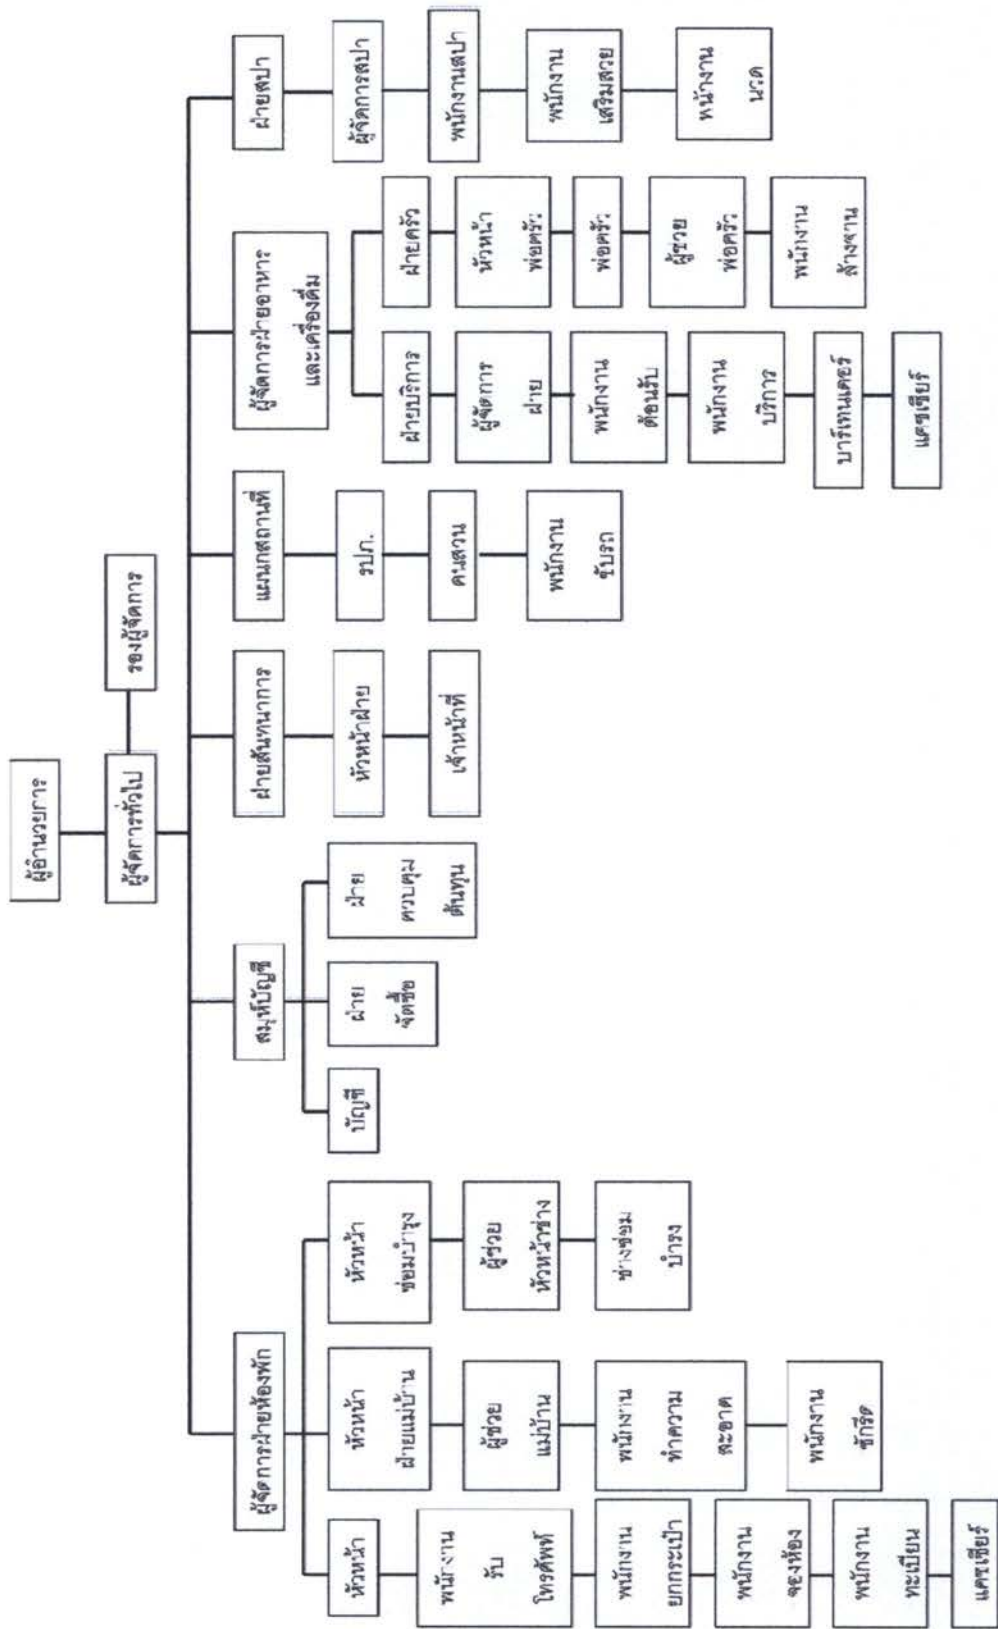 ผู้อำนวยการ
ผู้จัดการทั่วไป
รองผู้จัดการ
ผู้จัดการฝ่ายห้องพัก
สมุห์บัญชี
ฝ่ายสันทนาการ
แผนกสถานที่
ผู้จัดการฝ่ายอาหาร
และเครื่องดื่ม
ฝ่ายสปา
หัวหน้า
พนักงาน
รับ
โทรศัพท์
พนักงาน
ยกกระเป๋า
พนักงาน
จองห้อง
พนักงาน
ทะเบียน
แคชเชียร์
หัวหน้า
ฝ่ายแม่บ้าน
ผู้ช่วย
แม่บ้าน
พนักงาน
ทำความ
สะอาด
พนักงาน
ซักรีด
หัวหน้า
ซ่อมบำรุง
ผู้ช่วย
หัวหน้าช่าง
ช่างซ่อม
บำรุง
บัญชี
ฝ่าย
จัดซื้อ
ฝ่าย
ควบคุม
ต้นทุน
หัวหน้าฝ่าย
เจ้าหน้าที่
รปภ.
คนสวน
พนักงาน
ขับรถ
ฝ่ายบริการ
ผู้จัดการ
ฝ่าย
พนักงาน
ต้อนรับ
พนักงาน
บริการ
บาร์เทนเดอร์
แคชเชียร์
ฝ่ายครัว
หัวหน้า
พ่อครัว
พ่อครัว
ผู้ช่วย
พ่อครัว
พนักงาน
ล้างจาน
ผู้จัดการสปา
พนักงานสปา
พนักงาน
เสริมสวย
หน้างาน
นวด